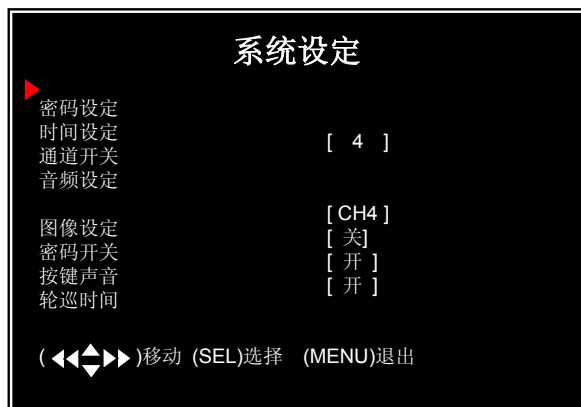 系统设定
密码设定
时间设定
通道开关 [ 4 ]
音频设定
图像设定 [ CH4 ]
密码开关 [ 关]
按键声音 [ 开 ]
轮巡时间 [ 开 ]
( )移动 (SEL)选择 (MENU)退出